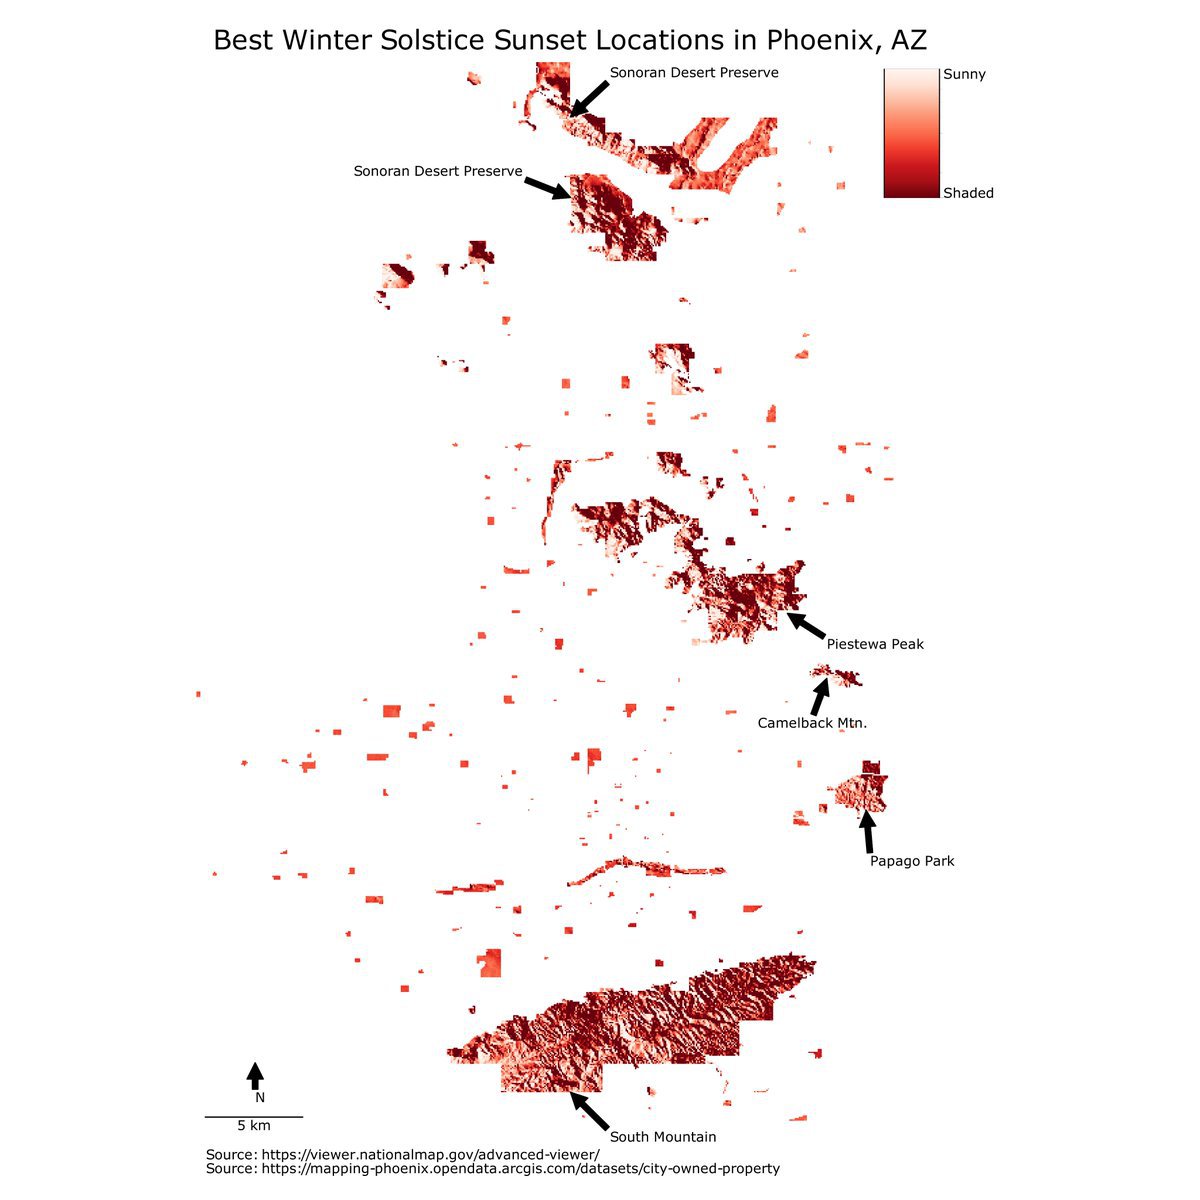 Best Winter Solstice Sunset Locations in Phoenix, AZ
Sonoran Desert Preserve
Sunny
Sonoran Desert Preserve
Shaded
Piestewa Peak
Camelback Mtn.
Papago Park
N
5 km
South Mountain
Source: https://viewer.nationalmap.gov/advanced-viewer/
Source: https://mapping-phoenix.opendata.arcgis.com/datasets/city-owned-property